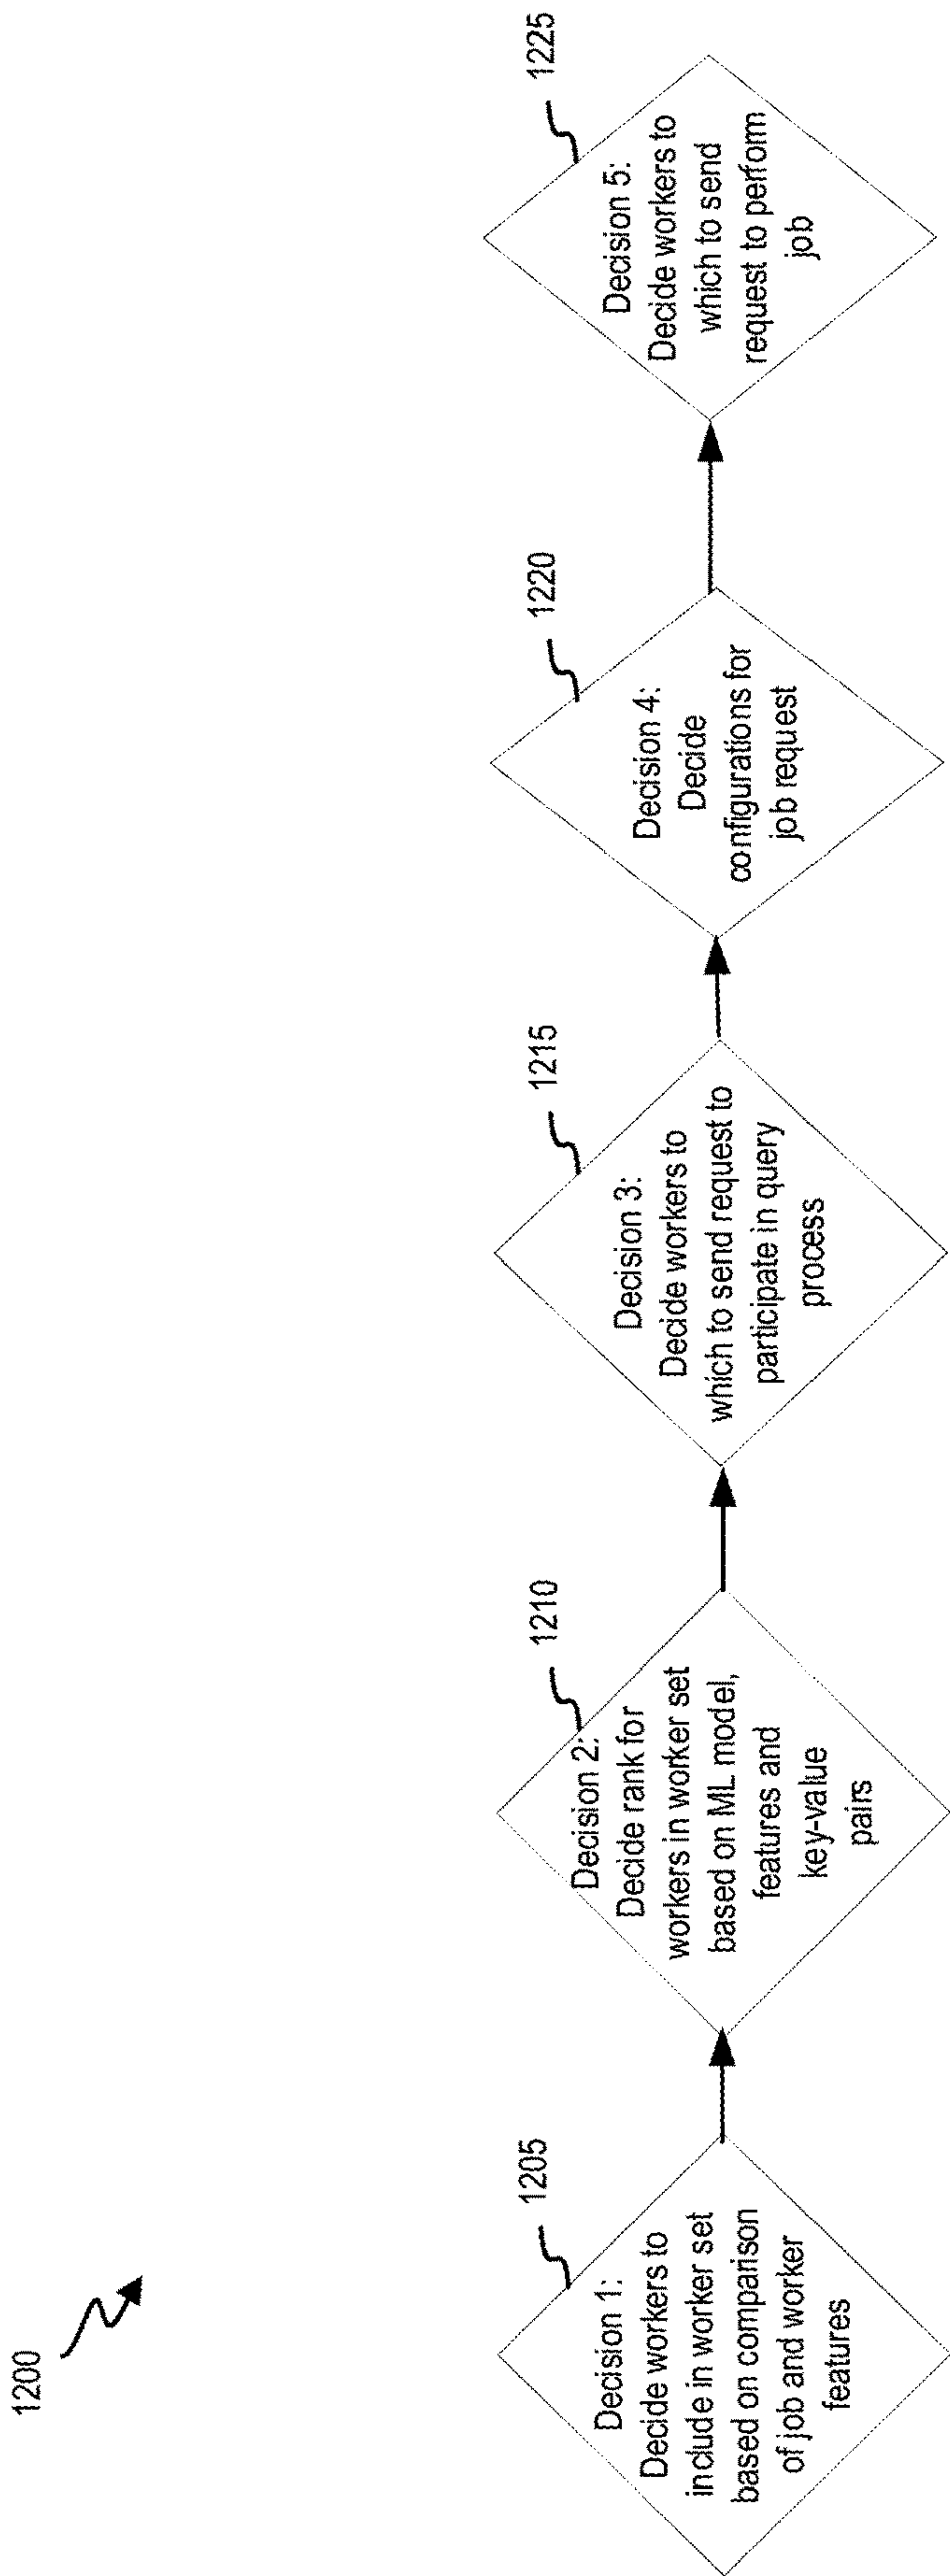 1200
1205
Decision 1:
Decide workers to
include in worker set
based on comparison
of job and worker
features
1210
Decision 2:
Decide rank for
workers in worker set
based on ML model,
features and
key-value
pairs
1215
Decision 3:
Decide workers to
which to send request to
participate in query
process
1220
Decision 4:
Decide
configurations for
job request
1225
Decision 5:
Decide workers to
which to send
request to perform
job